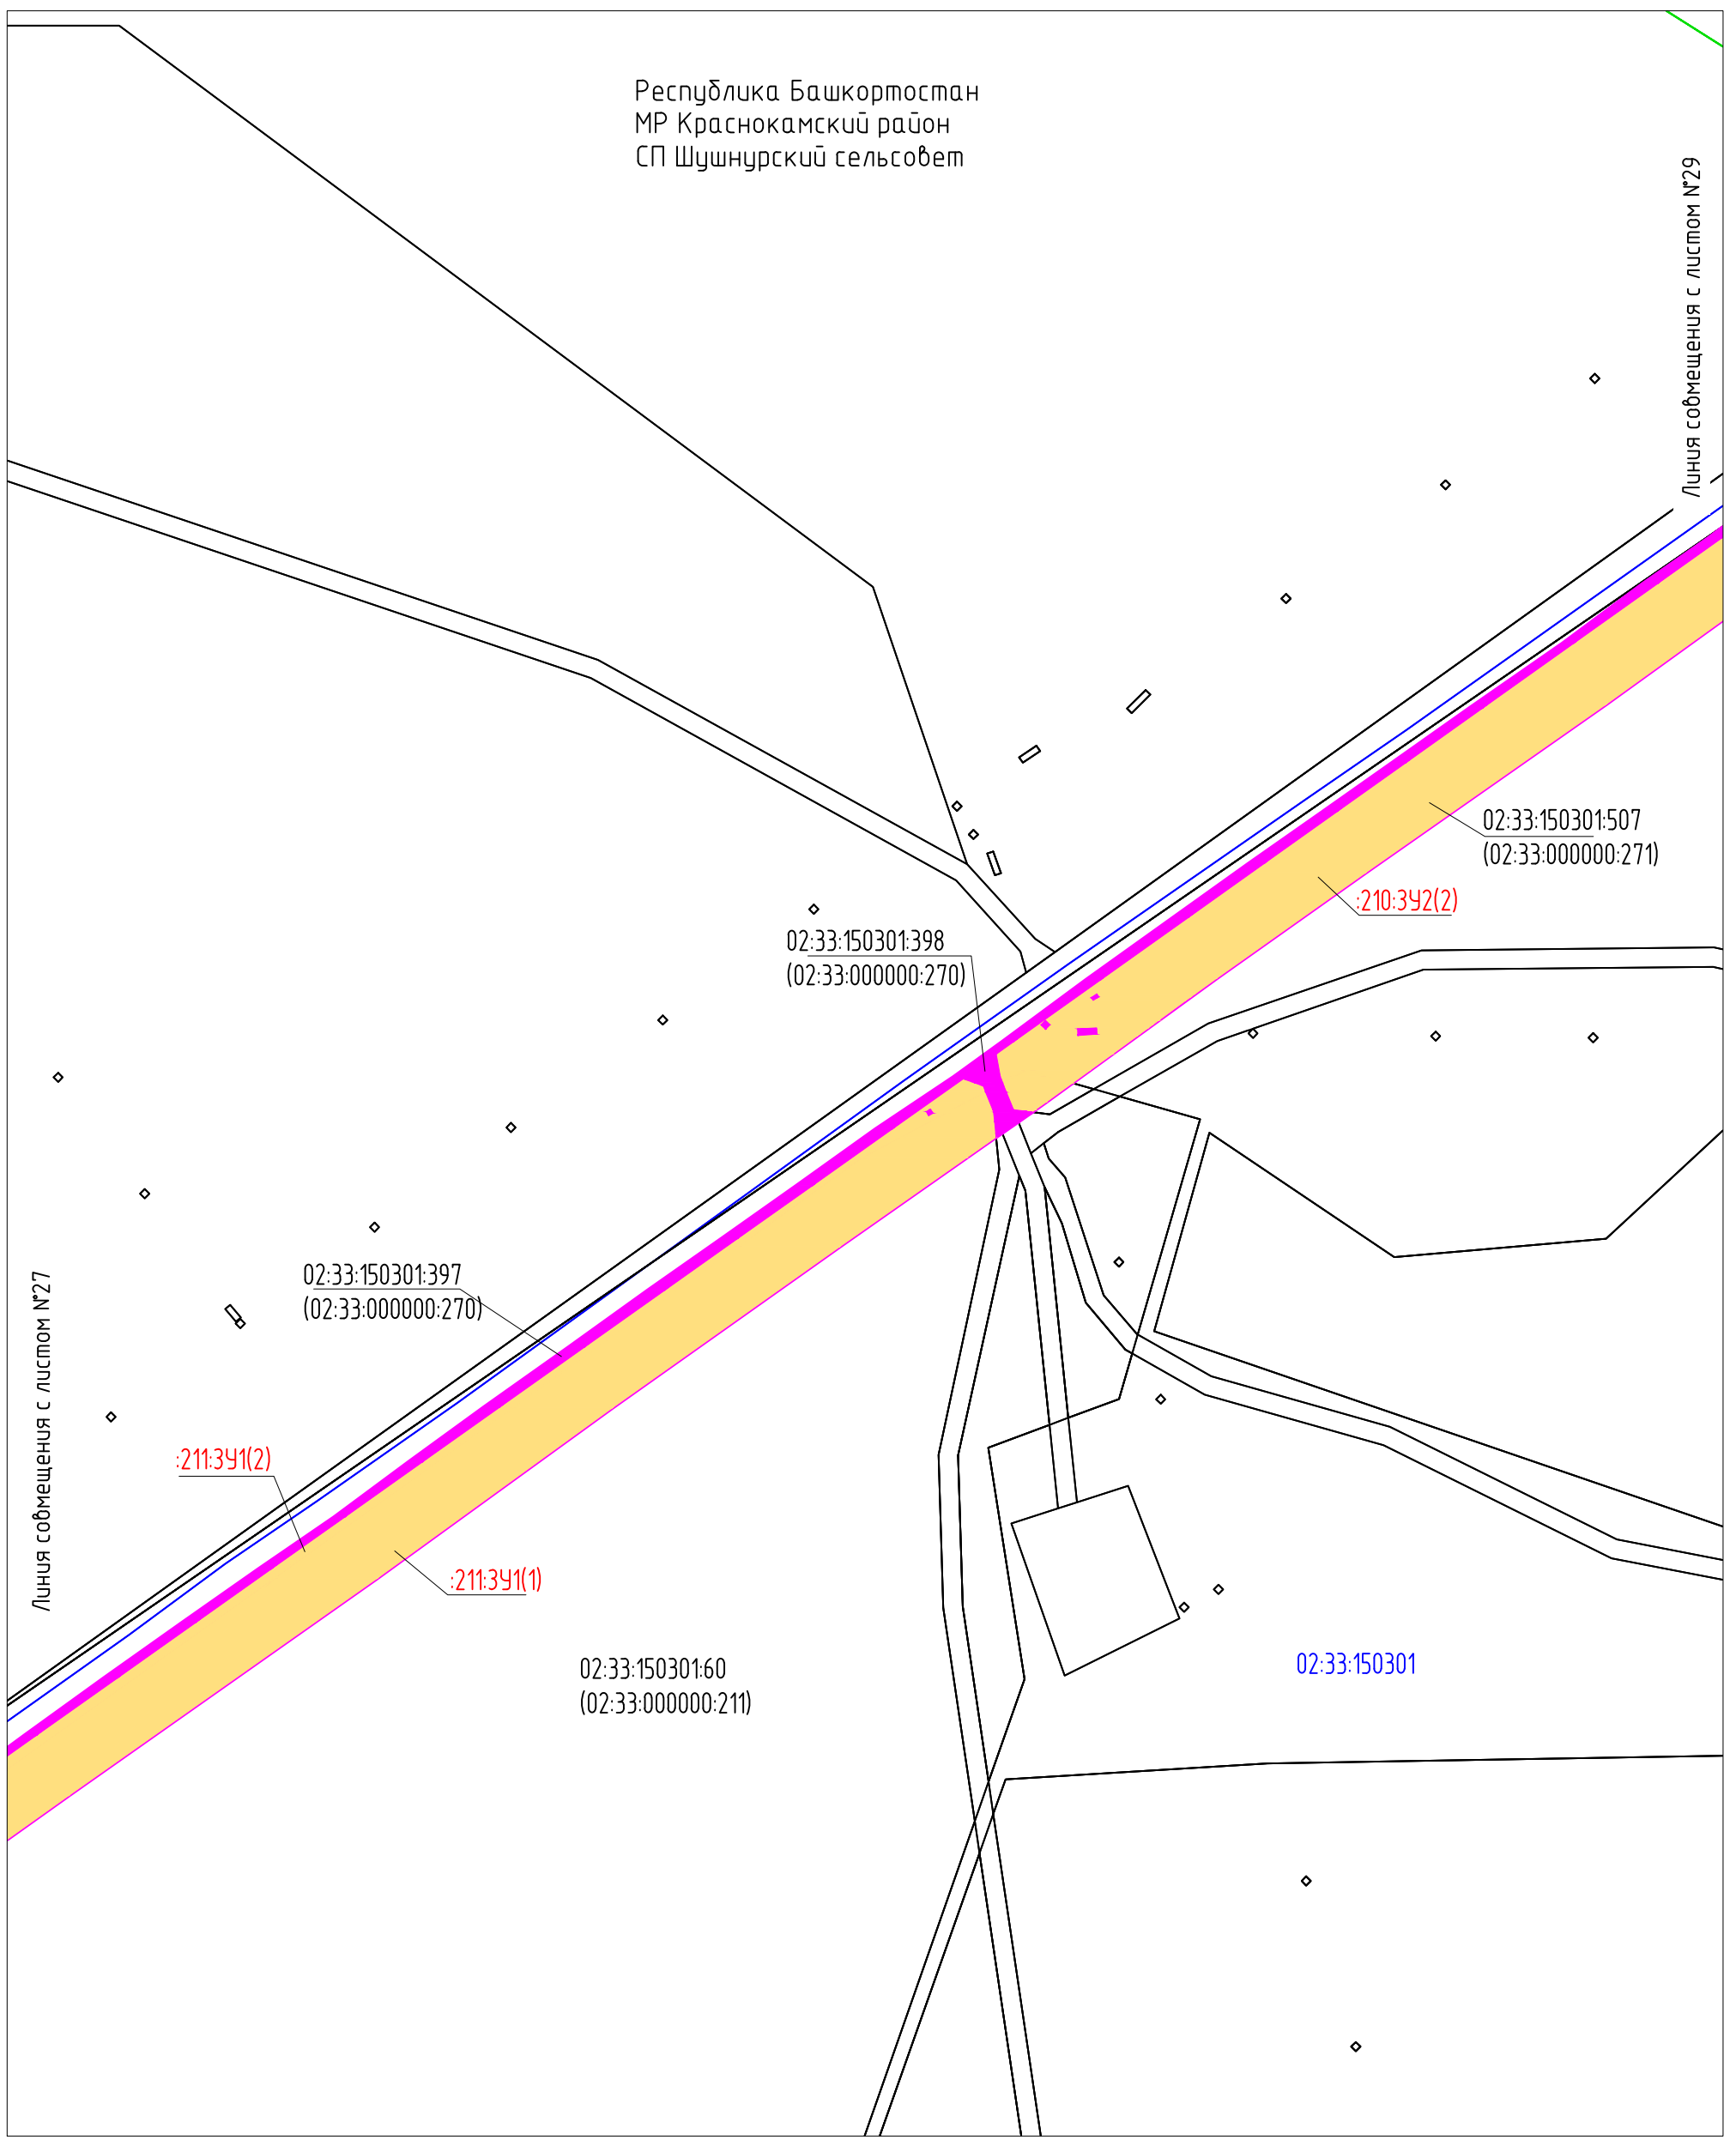 Республика Башкортостан
МР Краснокамский район
СП Шушнурский сельсовет
Линия совмещения с листом №29
02:33:150301:507
(02:33:000000:271)
:210:ЗУ2(2)
02:33:150301:398
(02:33:000000:270)
02:33:150301:397
(02:33:000000:270)
Линия совмещения с листом №27
:211:ЗУ1(2)
:211:ЗУ1(1)
02:33:150301:60
(02:33:000000:211)
02:33:150301